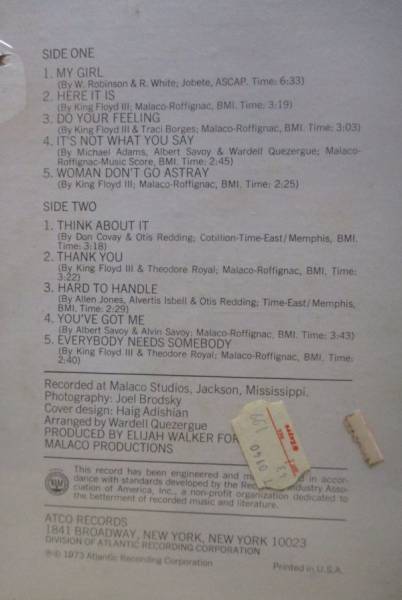 SIDE ONE
1. MY GIRL
(By W. Robinson & R. White; Jobete, ASCAP. Time: 6:33)
2. HERE IT IS
(By King Floyd III; Malaco-Roffignac, BMI. Time: 3:19)
3. DO YOUR FEELING
(By King Floyd III & Traci Borges; Malaco-Roffignac, BMI. Time: 3:03)
4. IT'S NOT WHAT YOU SAY
(By Michael Adams, Albert Savoy & Wardell Quezergue; Malaco-
Roffignac-Music Score, BMI. Time: 2:45)
5. WOMAN DON'T GO ASTRAY
(By King Floyd III; Malaco-Roffignac, BMI. Time: 2:25)
SIDE TWO
1. THINK ABOUT IT
(By Don Covay & Otis Redding; Cotillion-Time-East/Memphis, BMI.
Time: 3:18)
2. THANK YOU
(By King Floyd III & Theodore Royal; Malaco-Roffignac, BMI. Time:
3:22)
3. HARD TO HANDLE
(By Allen Jones, Alvertis Isbell & Otis Redding; Time-East/Memphis,
BMI. Time: 2:29)
4. YOU'VE GOT ME
(By Albert Savoy & Alvin Savoy; Malaco-Roffignac, BMI. Time: 3:43)
5. EVERYBODY NEEDS SOMEBODY
(By King Floyd III & Theodore Royal; Malaco-Roffignac, BMI. Time:
2:40)
Recorded at Malaco Studios, Jackson, Mississippi.
Photography: Joel Brodsky
Cover design: Haig Adishian
Arranged by Wardell Quezergue
PRODUCED BY ELIJAH WALKER FOR
MALACO PRODUCTIONS
This record has been engineered and in accor-
dance with standards developed by the Industry Asso-
ciation of America, Inc., a non-profit organization dedicated to
the betterment of recorded music and literature.
ATCO RECORDS
1841 BROADWAY, NEW YORK, NEW YORK 10023
DIVISION OF ATLANTIC RECORDING CORPORATION
℗ © 1973 Atlantic Recording Corporation
Printed in U.S.A.